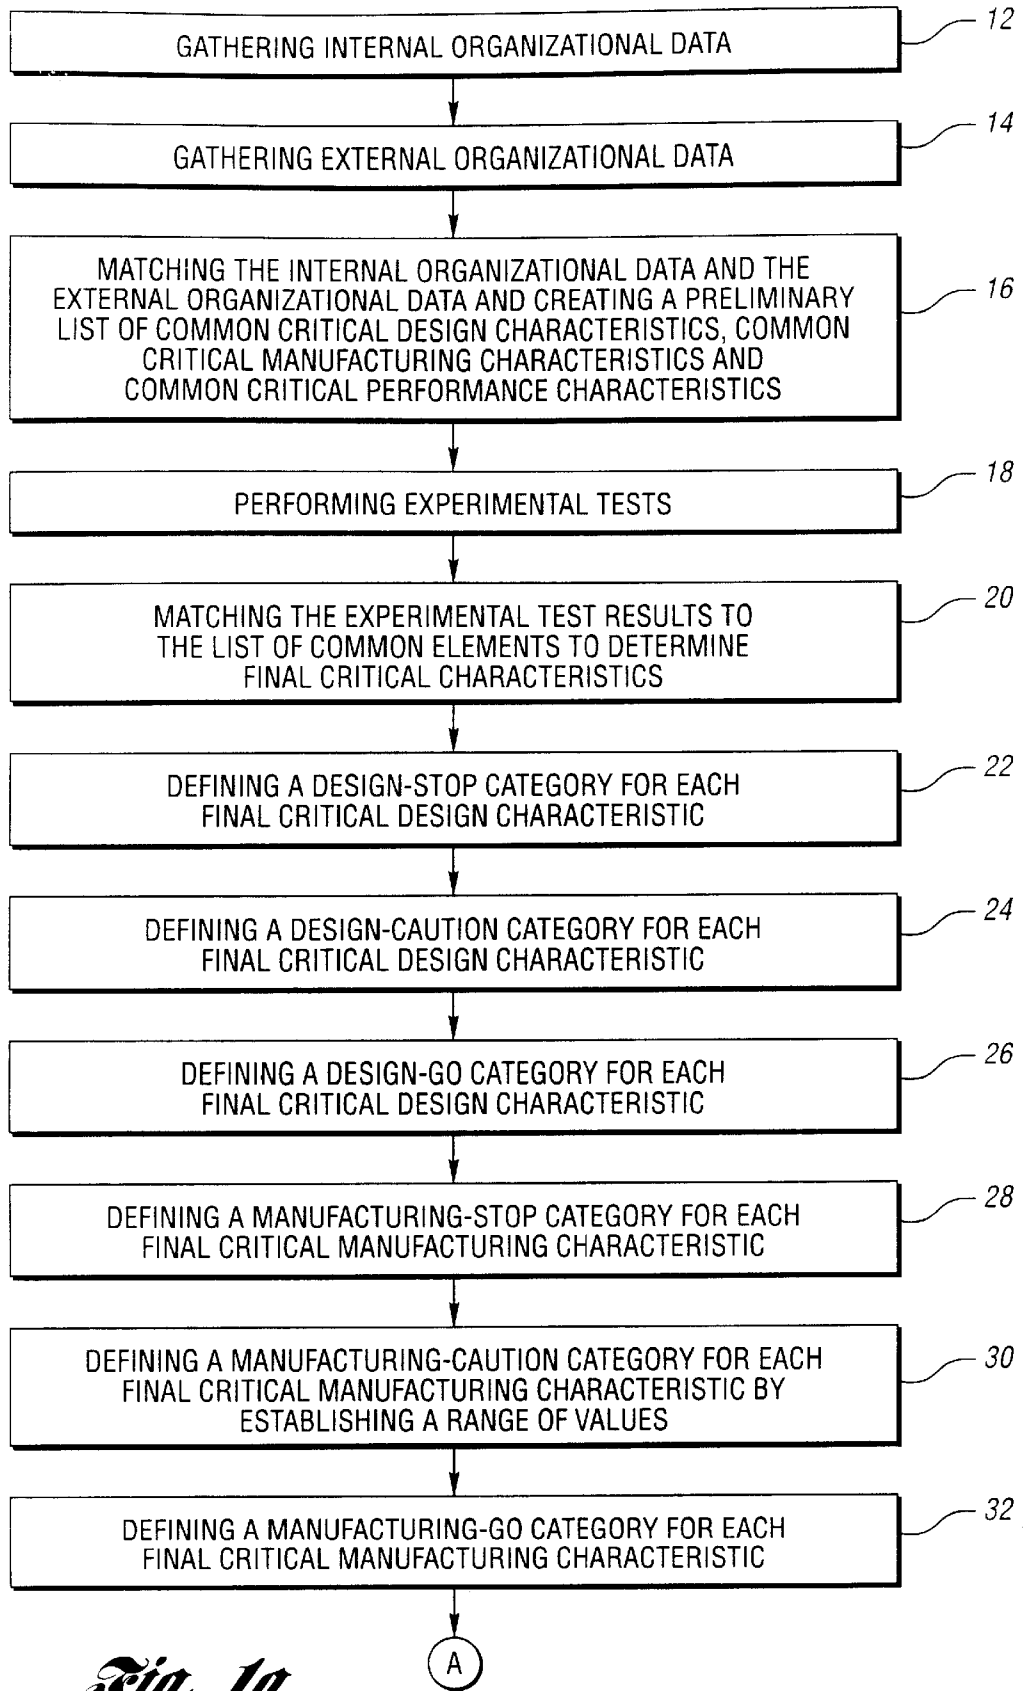 GATHERING INTERNAL ORGANIZATIONAL DATA
12
GATHERING EXTERNAL ORGANIZATIONAL DATA
14
MATCHING THE INTERNAL ORGANIZATIONAL DATA AND THE
EXTERNAL ORGANIZATIONAL DATA AND CREATING A PRELIMINARY
LIST OF COMMON CRITICAL DESIGN CHARACTERISTICS, COMMON
CRITICAL MANUFACTURING CHARACTERISTICS AND
COMMON CRITICAL PERFORMANCE CHARACTERISTICS
16
PERFORMING EXPERIMENTAL TESTS
18
MATCHING THE EXPERIMENTAL TEST RESULTS TO
THE LIST OF COMMON ELEMENTS TO DETERMINE
FINAL CRITICAL CHARACTERISTICS
20
DEFINING A DESIGN-STOP CATEGORY FOR EACH
FINAL CRITICAL DESIGN CHARACTERISTIC
22
DEFINING A DESIGN-CAUTION CATEGORY FOR EACH
FINAL CRITICAL DESIGN CHARACTERISTIC
24
DEFINING A DESIGN-GO CATEGORY FOR EACH
FINAL CRITICAL DESIGN CHARACTERISTIC
26
DEFINING A MANUFACTURING-STOP CATEGORY FOR EACH
FINAL CRITICAL MANUFACTURING CHARACTERISTIC
28
DEFINING A MANUFACTURING-CAUTION CATEGORY FOR EACH
FINAL CRITICAL MANUFACTURING CHARACTERISTIC BY
ESTABLISHING A RANGE OF VALUES
30
DEFINING A MANUFACTURING-GO CATEGORY FOR EACH
FINAL CRITICAL MANUFACTURING CHARACTERISTIC
32
A
Fig. 1a